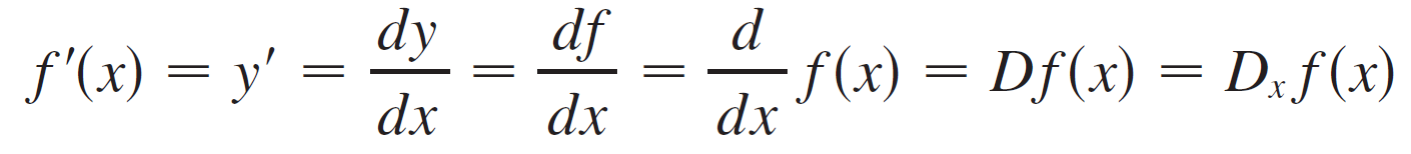 f′(x) = y′ = dy/dx = df/dx = d/dx f(x) = Df(x) = Dₓf(x)